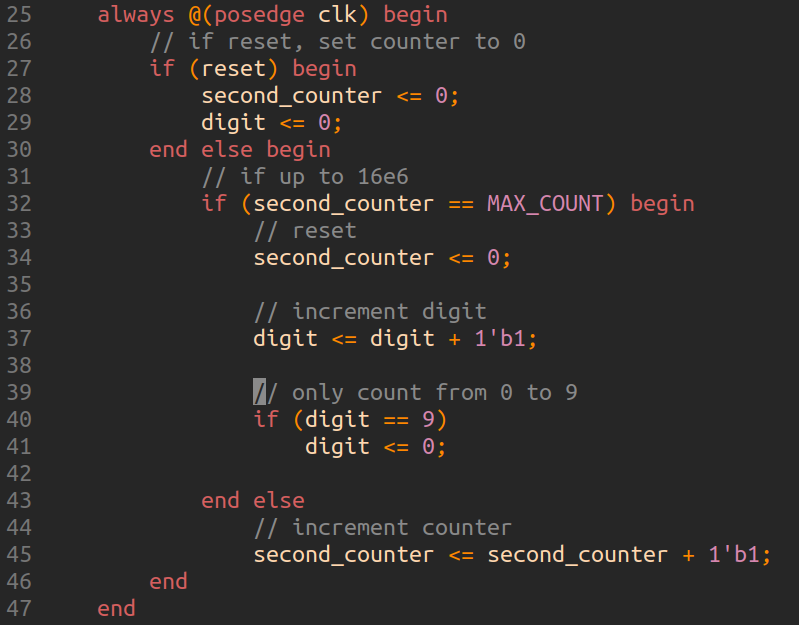 25     always @(posedge clk) begin
26         // if reset, set counter to 0
27         if (reset) begin
28             second_counter <= 0;
29             digit <= 0;
30         end else begin
31             // if up to 16e6
32             if (second_counter == MAX_COUNT) begin
33                 // reset
34                 second_counter <= 0;
35
36                 // increment digit
37                 digit <= digit + 1'b1;
38
39                 // only count from 0 to 9
40                 if (digit == 9)
41                     digit <= 0;
42
43             end else
44                 // increment counter
45                 second_counter <= second_counter + 1'b1;
46         end
47     end